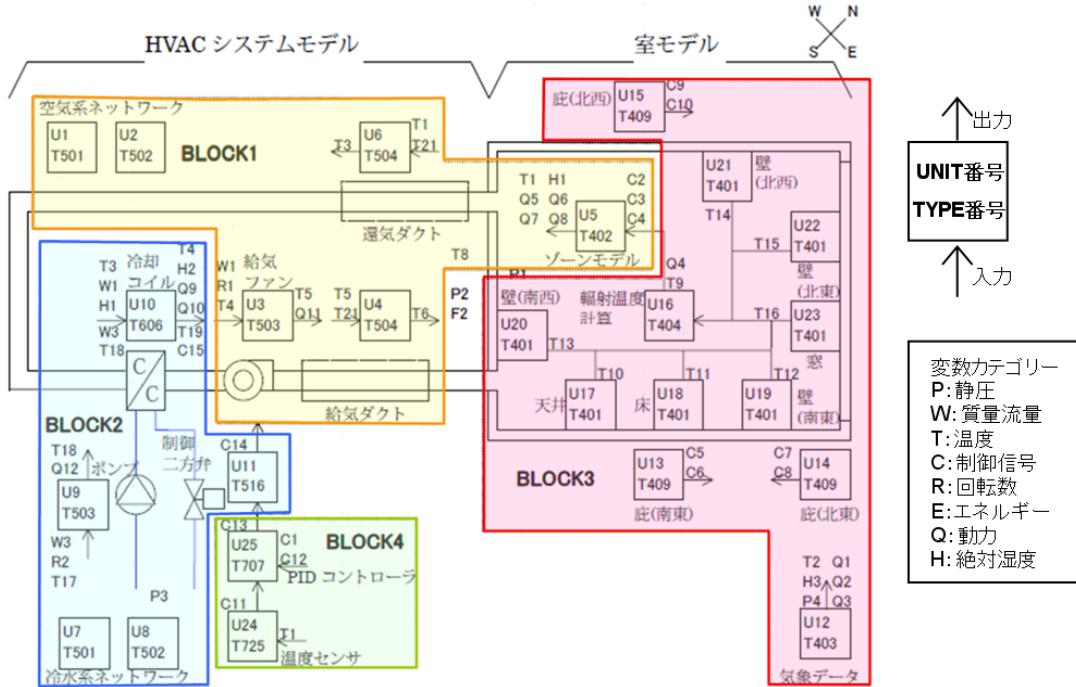 HVAC システムモデル
室モデル
W N
S E
空気系ネットワーク
U1
T501
U2
T502
BLOCK1
U6
T504
T3
T1
T21
還気ダクト
T1 H1
Q5 Q6
Q7 Q8
C2
C3
C4
U5
T402
ゾーンモデル
庇(北西)
U15
T409
C9
C10
U21
T401
壁
(北西)
T14
U22
T401
T15
壁
(北東)
Q4
T9
輻射温度
計算
U16
T404
T16
U23
T401
窓
P1
壁(南西)
U20
T401
T13
T10
天井
U17
T401
T11
床
U18
T401
T12
U19
T401
壁
(南東)
冷却
コイル
T3
W1
H1
W3
T18
U10
T606
T4
H2
Q9
Q10
T19
C15
W1
R1
T4
給気
ファン
U3
T503
T5
Q11
T5
T21
U4
T504
T6
T8
P2
F2
C
C
給気ダクト
BLOCK2
T18
Q12
ポンプ
U9
T503
W3
R2
T17
制御
二方弁
C14
U11
T516
P3
U7
T501
U8
T502
冷水系ネットワーク
C13
U25
T707
C1
C12
BLOCK4
PID コントローラ
C11
U24
T725
T1
温度センサ
BLOCK3
U13
T409
C5
C6
庇(南東)
C7
C8
U14
T409
庇(北東)
T2 Q1
H3 Q2
P4 Q3
U12
T403
気象データ
出力
UNIT番号
TYPE番号
入力
変数カテゴリー
P:静圧
W:質量流量
T:温度
C:制御信号
R:回転数
E:エネルギー
Q:動力
H:絶対湿度